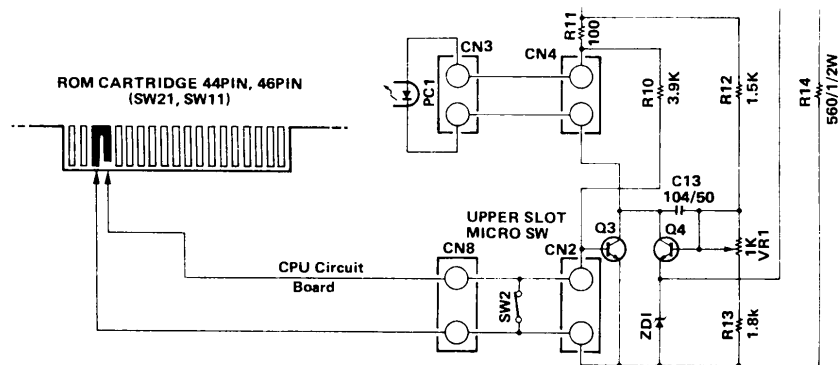 R11
100
CN3
CN4
ROM CARTRIDGE 44PIN, 46PIN
(SW21, SW11)
PC1
R10
3.9K
R12
1.5K
R14
560/1/2W
C13
104/50
UPPER SLOT
MICRO SW
Q3
Q4
CN8
CN2
1K
VR1
CPU Circuit
Board
SW2
ZDI
R13
1.8k